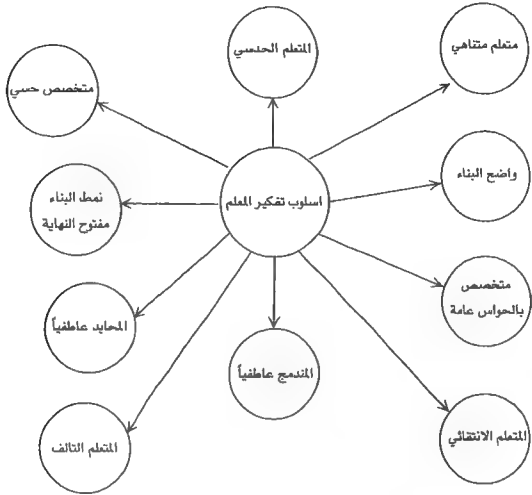 متعلم متناهي
المتعلم الحدسي
متخصص حسي
واضح البناء
اسلوب تفكير المعلم
نمط البناء
مفتوح النهاية
متخصص
بالحواس عامة
المحايد عاطفياً
المندمج عاطفياً
المتعلم الانتقائي
المتعلم التالف